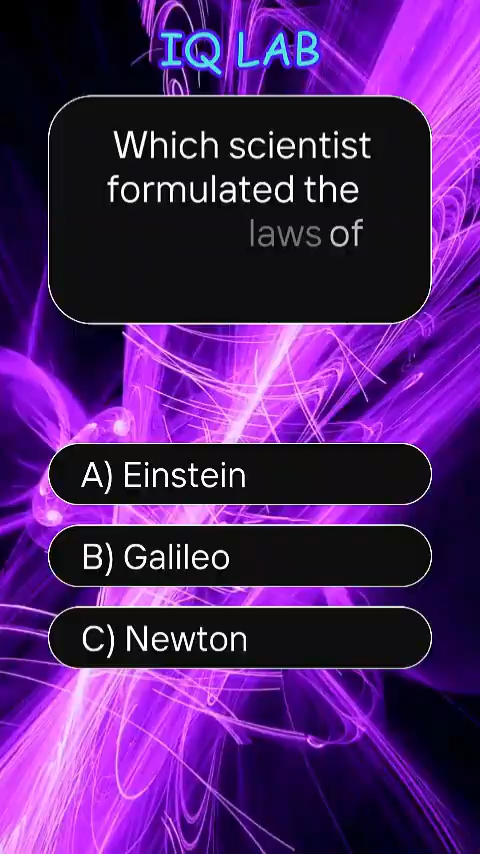 IQ LAB
Which scientist
formulated the
laws of
A) Einstein
B) Galileo
C) Newton